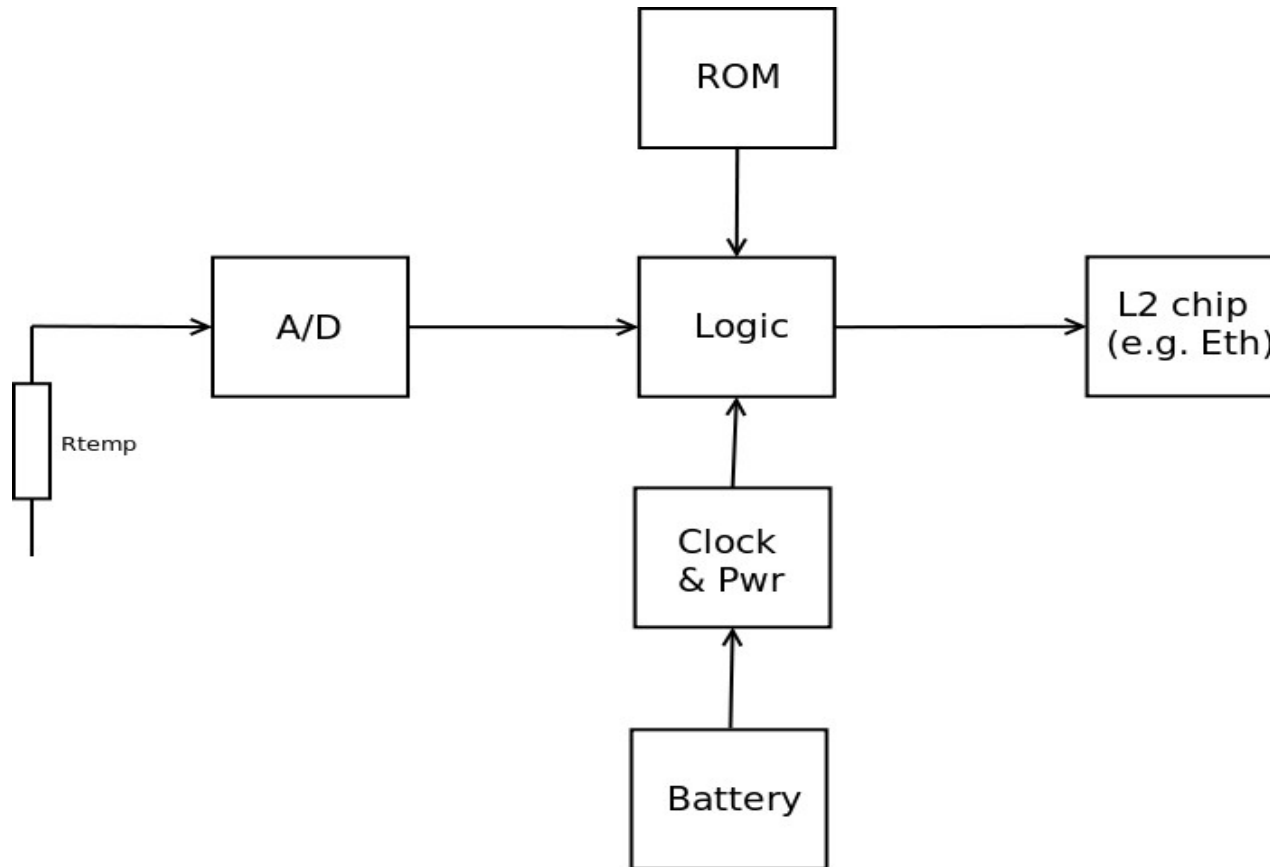 ROM
A/D
Logic
L2 chip
(e.g. Eth)
Rtemp
Clock
& Pwr
Battery